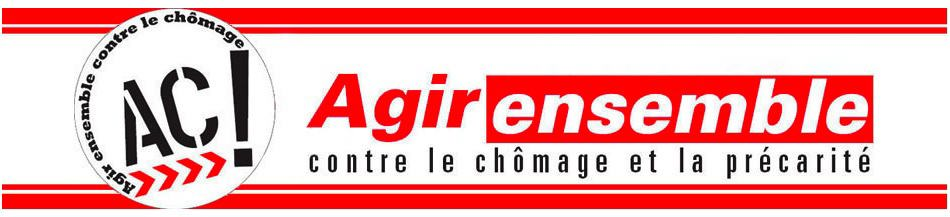 Agir ensemble contre le chômage
AC!
Agir ensemble
contre le chômage et la précarité